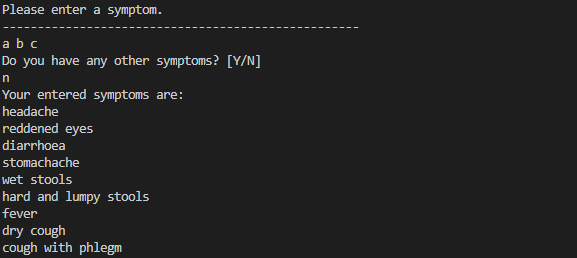 Please enter a symptom.
---------------------------------------------------
a b c
Do you have any other symptoms? [Y/N]
n
Your entered symptoms are:
headache
reddened eyes
diarrhoea
stomachache
wet stools
hard and lumpy stools
fever
dry cough
cough with phlegm